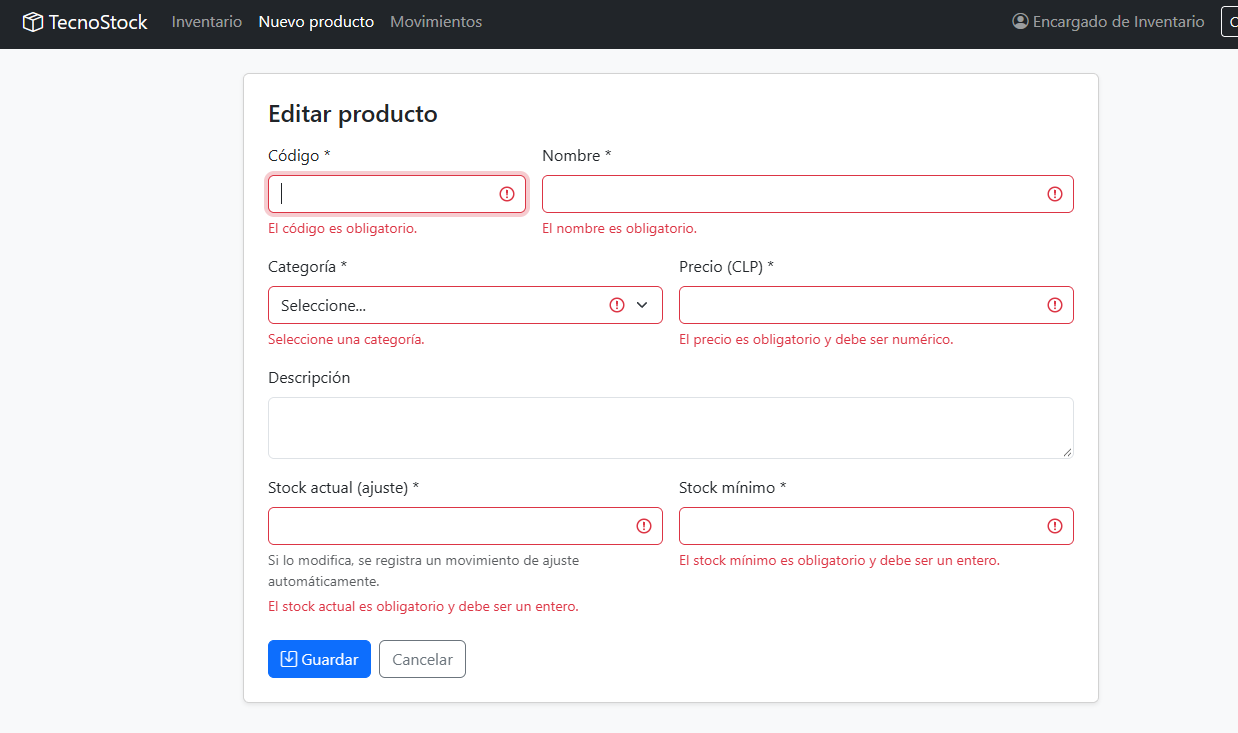 TecnoStock Inventario Nuevo producto Movimientos Encargado de Inventario
Editar producto
Código * Nombre *
El código es obligatorio. El nombre es obligatorio.
Categoría * Precio (CLP) *
Seleccione...
Seleccione una categoría. El precio es obligatorio y debe ser numérico.
Descripción
Stock actual (ajuste) * Stock mínimo *
Si lo modifica, se registra un movimiento de ajuste El stock mínimo es obligatorio y debe ser un entero.
automáticamente.
El stock actual es obligatorio y debe ser un entero.
Guardar Cancelar